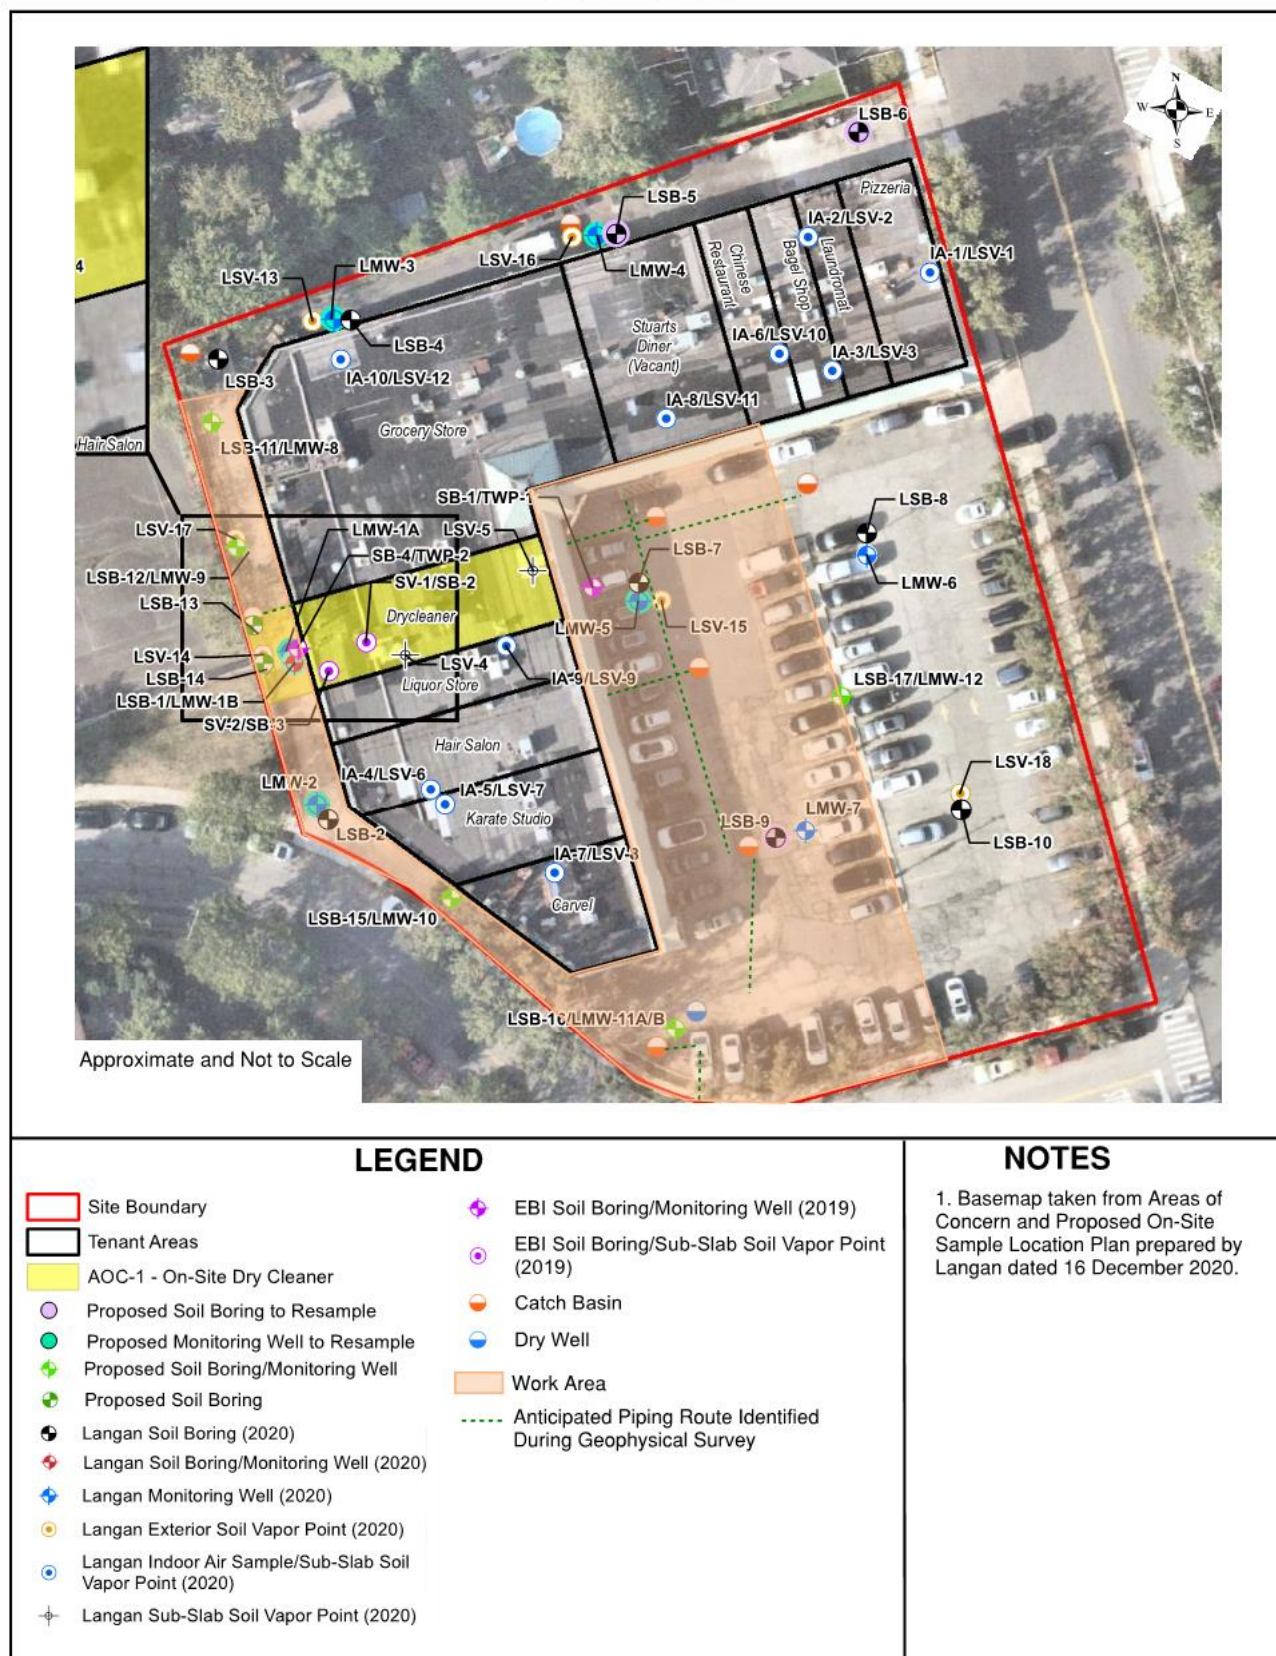 N
W
E
S
LSB-6
Pizzeria
LSB-5
IA-2/LSV-2
LSV-16
LMW-4
IA-1/LSV-1
LMW-3
LSV-13
Chinese
Restaurant
Bagel Shop
Laundromat
LSB-4
Stuarts
Diner
(Vacant)
IA-6/LSV-10
IA-3/LSV-3
LSB-3
IA-10/LSV-12
IA-8/LSV-11
4
Hair Salon
LSB-11/LMW-8
Grocery Store
SB-1/TWP-1
LSB-8
LSV-17
LMW-1A
LSV-5
SB-4/TWP-2
LSB-7
LMW-6
LSB-12/LMW-9
SV-1/SB-2
LSB-13
Drycleaner
LMW-5
LSV-15
LSV-14
LSV-4
LSB-14
Liquor Store
IA-9/LSV-9
LSB-17/LMW-12
LSB-1/LMW-1B
SV-2/SB-3
Hair Salon
LMW-2
IA-4/LSV-6
IA-5/LSV-7
LSV-18
Karate Studio
LSB-2
LSB-9
LMW-7
LSB-10
IA-7/LSV-3
Carvel
LSB-15/LMW-10
LSB-16/LMW-11A/B
Approximate and Not to Scale
LEGEND
Site Boundary
Tenant Areas
AOC-1 - On-Site Dry Cleaner
Proposed Soil Boring to Resample
Proposed Monitoring Well to Resample
Proposed Soil Boring/Monitoring Well
Proposed Soil Boring
Langan Soil Boring (2020)
Langan Soil Boring/Monitoring Well (2020)
Langan Monitoring Well (2020)
Langan Exterior Soil Vapor Point (2020)
Langan Indoor Air Sample/Sub-Slab Soil
Vapor Point (2020)
Langan Sub-Slab Soil Vapor Point (2020)
EBI Soil Boring/Monitoring Well (2019)
EBI Soil Boring/Sub-Slab Soil Vapor Point
(2019)
Catch Basin
Dry Well
Work Area
Anticipated Piping Route Identified
During Geophysical Survey
NOTES
1. Basemap taken from Areas of
Concern and Proposed On-Site
Sample Location Plan prepared by
Langan dated 16 December 2020.